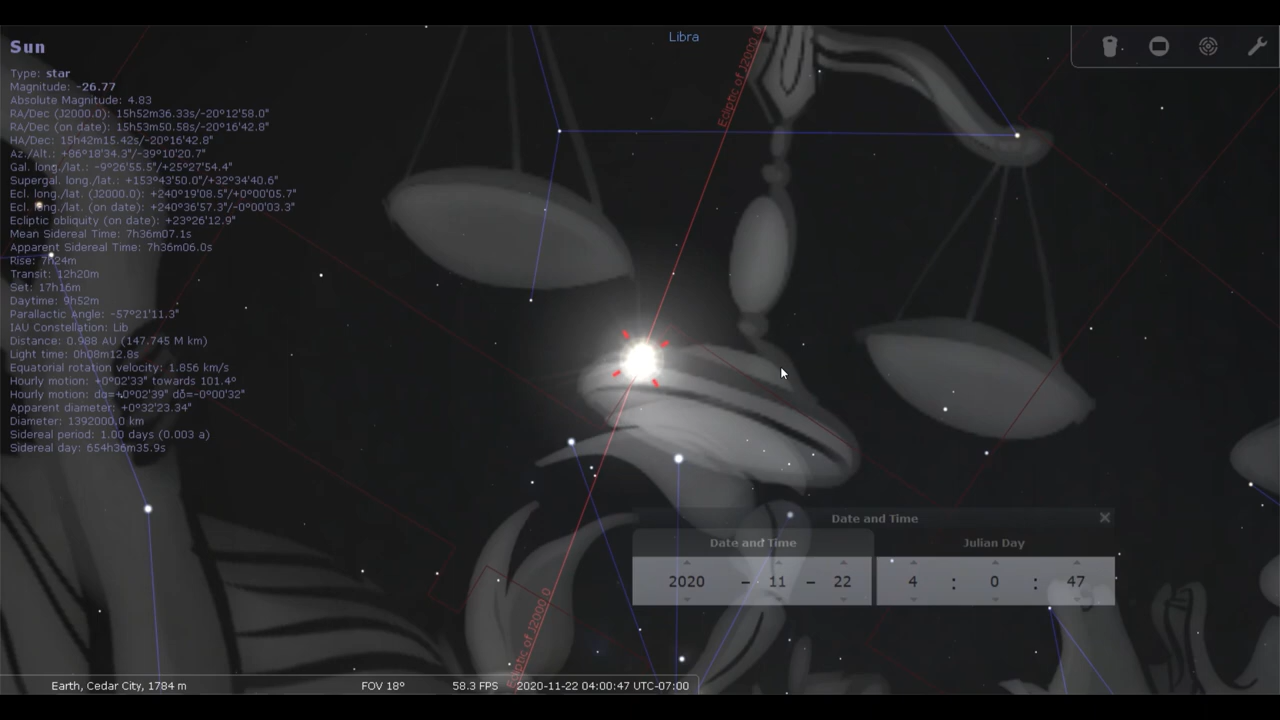 Libra
Sun
Type: star
Magnitude: -26.77
Absolute Magnitude: 4.83
RA/Dec (J2000.0): 15h52m36.33s/-20°12'58.0"
RA/Dec (on date): 15h53m50.58s/-20°16'42.8"
HA/Dec: 15h42m15.42s/-20°16'42.8"
Az./Alt.: +86°18'34.3"/-39°10'20.7"
Gal. long./lat.: -9°26'55.5"/+25°27'54.4"
Supergal. long./lat.: +153°43'50.0"/+32°34'40.6"
Ecl. long./lat. (J2000.0): +240°19'08.5"/+0°00'05.7"
Ecl. long./lat. (on date): +240°36'57.3"/-0°00'03.3"
Ecliptic obliquity (on date): +23°26'12.9"
Mean Sidereal Time: 7h36m07.1s
Apparent Sidereal Time: 7h36m06.0s
Rise: 7h24m
Transit: 12h20m
Set: 17h16m
Daytime: 9h52m
Parallactic Angle: -57°21'11.3"
IAU Constellation: Lib
Distance: 0.988 AU (147.745 M km)
Light time: 0h08m12.8s
Equatorial rotation velocity: 1.856 km/s
Hourly motion: +0°02'33" towards 101.4°
Hourly motion: dα=+0°02'39" dδ=-0°00'32"
Apparent diameter: +0°32'23.34"
Diameter: 1392000.0 km
Sidereal period: 1.00 days (0.003 a)
Sidereal day: 654h36m35.9s
Ecliptic of J2000.0
Ecliptic of J2000.0
Date and Time
Date and Time
Julian Day
2020 - 11 - 22 4 : 0 : 47
Earth, Cedar City, 1784 m FOV 18° 58.3 FPS 2020-11-22 04:00:47 UTC-07:00